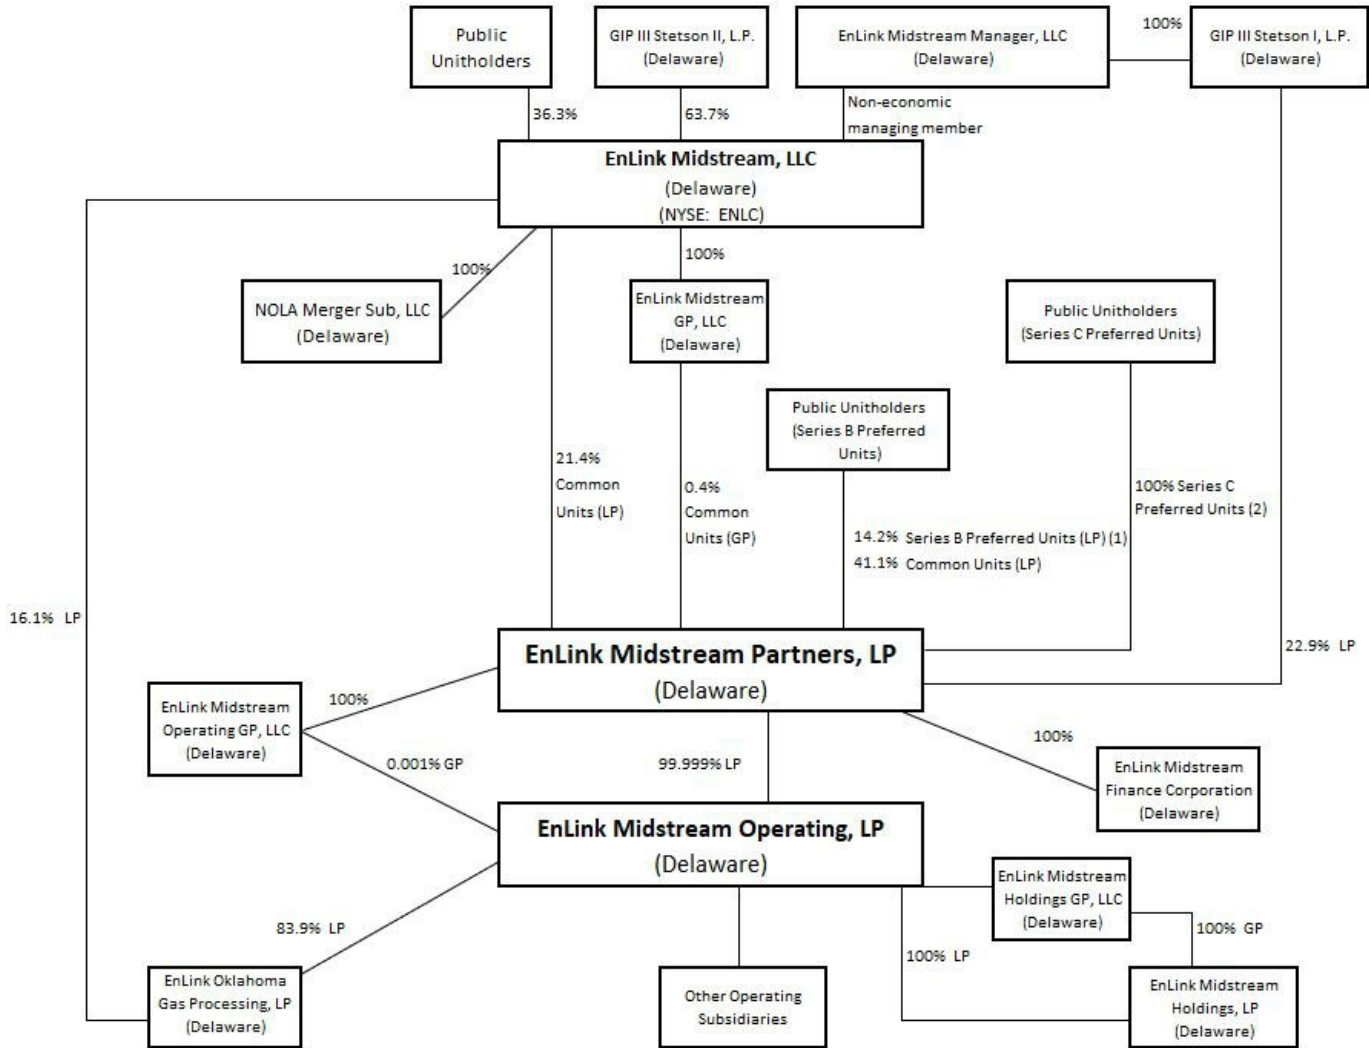 Public
Unitholders
GIP III Stetson II, L.P.
(Delaware)
EnLink Midstream Manager, LLC
(Delaware)
100%
GIP III Stetson I, L.P.
(Delaware)
36.3%
63.7%
Non-economic
managing member
EnLink Midstream, LLC
(Delaware)
(NYSE: ENLC)
100%
100%
NOLA Merger Sub, LLC
(Delaware)
EnLink Midstream
GP, LLC
(Delaware)
Public Unitholders
(Series C Preferred Units)
Public Unitholders
(Series B Preferred
Units)
21.4%
Common
Units (LP)
0.4%
Common
Units (GP)
100% Series C
Preferred Units (2)
14.2% Series B Preferred Units (LP) (1)
41.1% Common Units (LP)
16.1% LP
EnLink Midstream Partners, LP
(Delaware)
22.9% LP
EnLink Midstream
Operating GP, LLC
(Delaware)
100%
0.001% GP
99.999% LP
100%
EnLink Midstream
Finance Corporation
(Delaware)
EnLink Midstream Operating, LP
(Delaware)
EnLink Midstream
Holdings GP, LLC
(Delaware)
83.9% LP
100% LP
100% GP
EnLink Oklahoma
Gas Processing, LP
(Delaware)
Other Operating
Subsidiaries
EnLink Midstream
Holdings, LP
(Delaware)